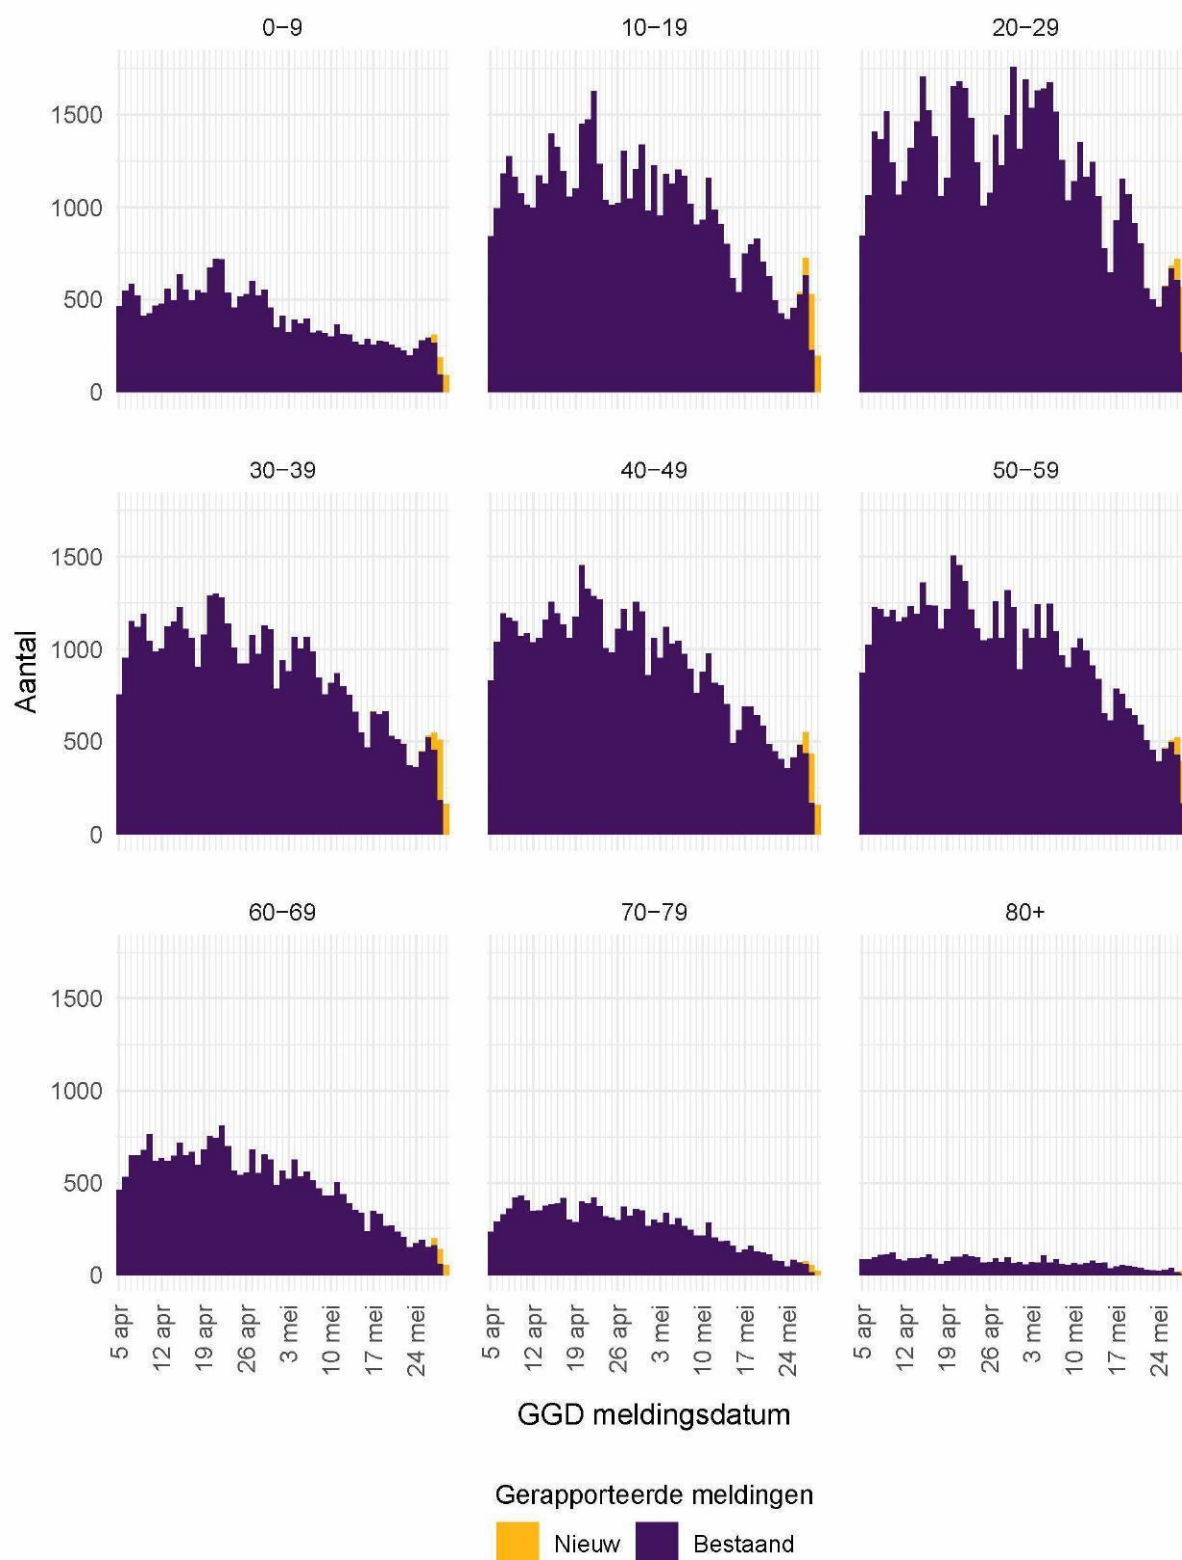 0−9
10−19
20−29
1500
1000
500
0
30−39
40−49
50−59
1500
1000
500
0
Aantal
60−69
70−79
80+
1500
1000
500
0
5 apr
12 apr
19 apr
26 apr
3 mei
10 mei
17 mei
24 mei
5 apr
12 apr
19 apr
26 apr
3 mei
10 mei
17 mei
24 mei
5 apr
12 apr
19 apr
26 apr
3 mei
10 mei
17 mei
24 mei
GGD meldingsdatum
Gerapporteerde meldingen
Nieuw
Bestaand